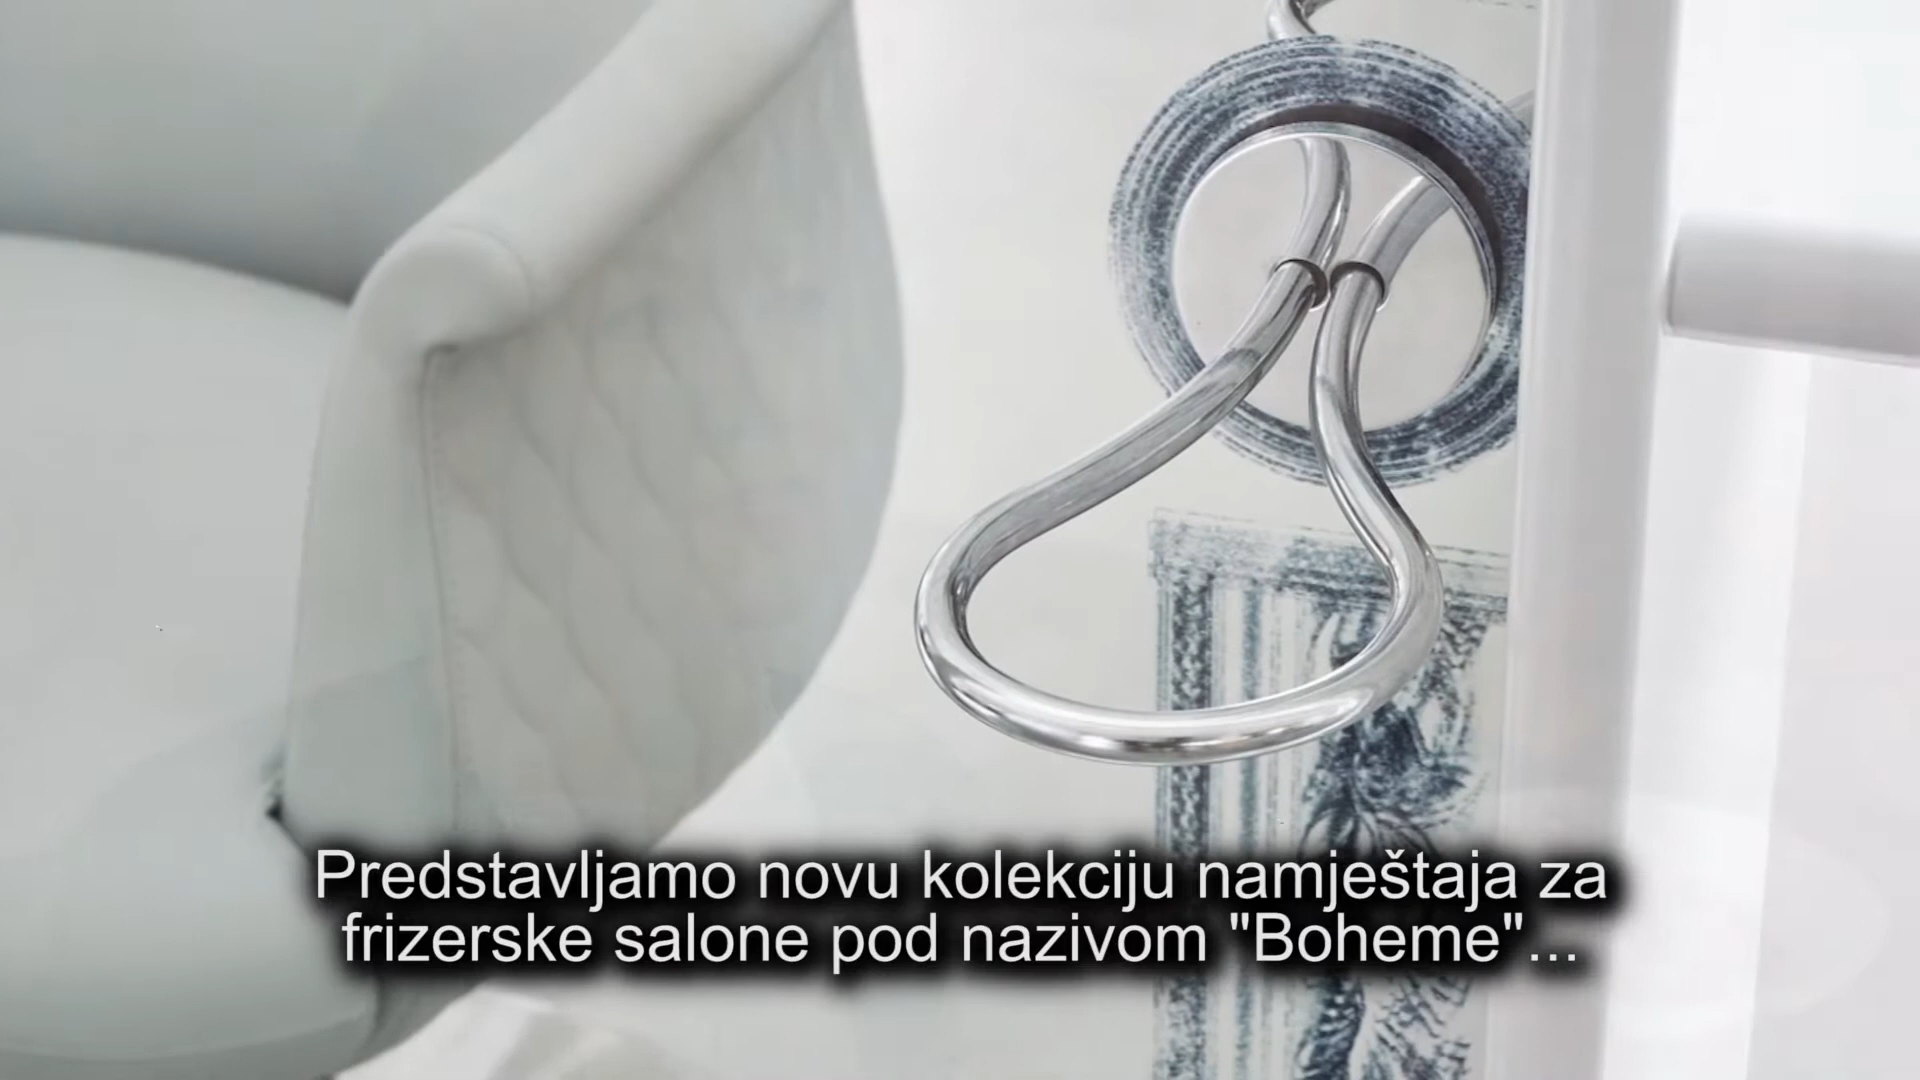 Predstavljamo novu kolekciju namještaja za
frizerske salone pod nazivom "Boheme"...